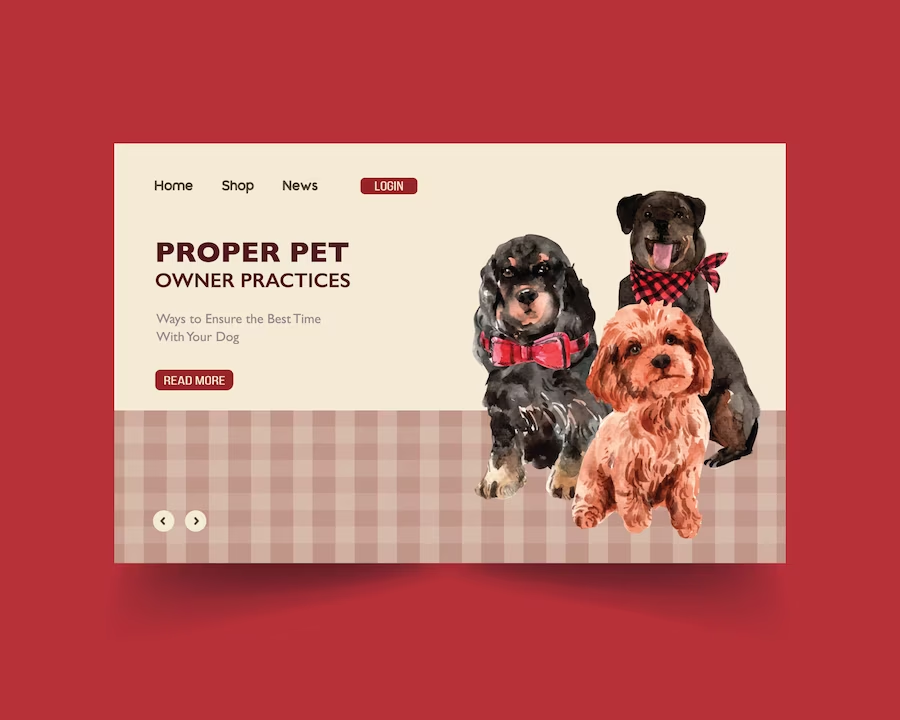 Home Shop News LOGIN
PROPER PET
OWNER PRACTICES
Ways to Ensure the Best Time
With Your Dog
READ MORE